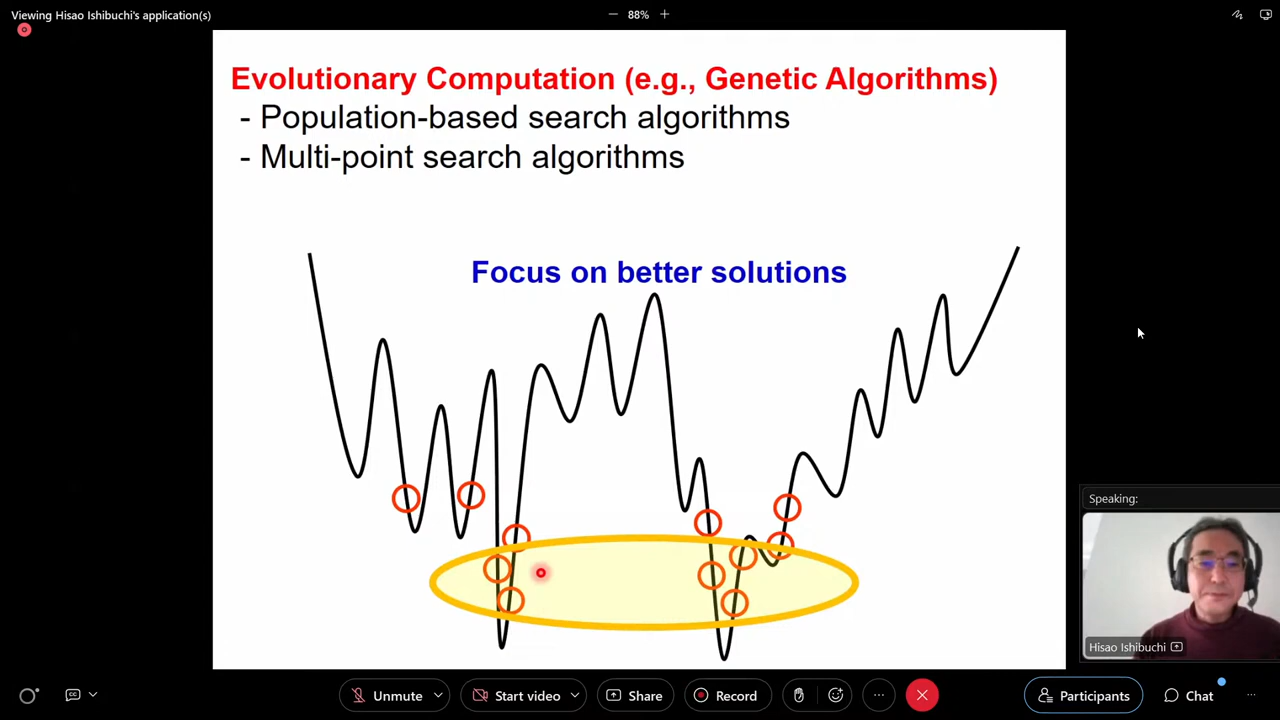 Viewing Hisao Ishibuchi's application(s)
88%
Evolutionary Computation (e.g., Genetic Algorithms)
- Population-based search algorithms
- Multi-point search algorithms
Focus on better solutions
Speaking:
Hisao Ishibuchi
CC
Unmute
Start video
Share
Record
Participants
Chat